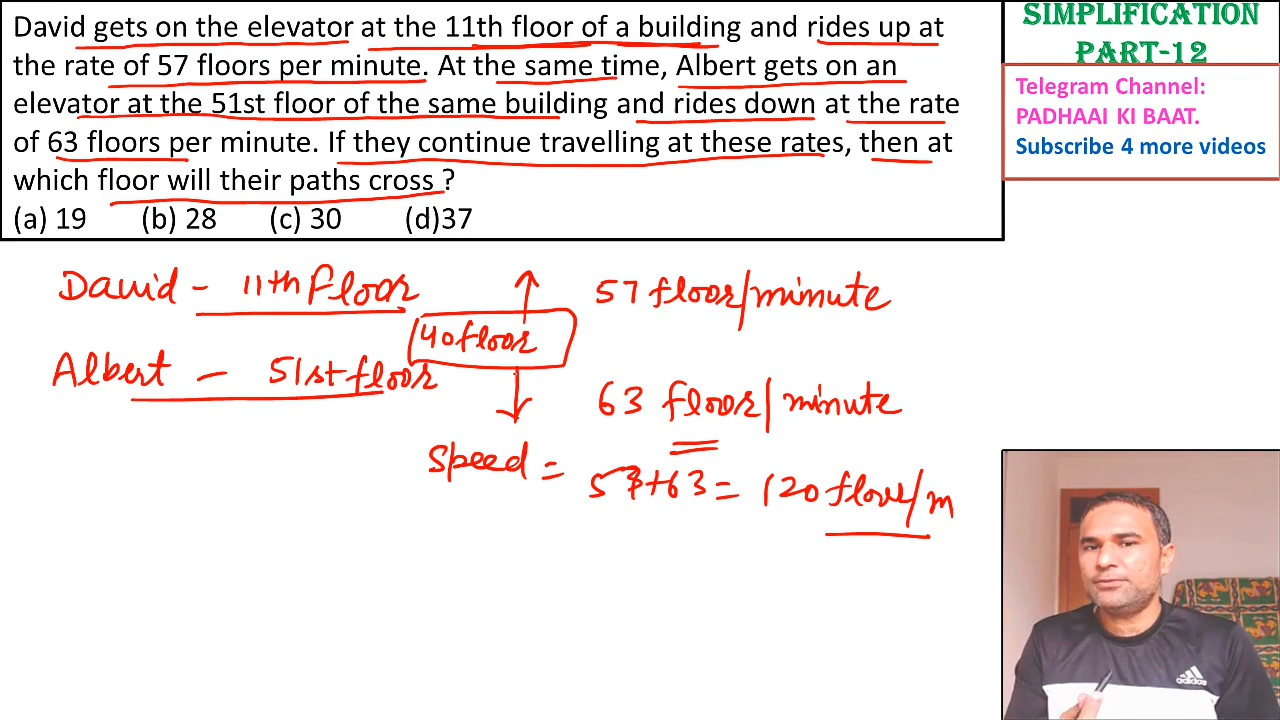 David gets on the elevator at the 11th floor of a building and rides up at
the rate of 57 floors per minute. At the same time, Albert gets on an
elevator at the 51st floor of the same building and rides down at the rate
of 63 floors per minute. If they continue travelling at these rates, then at
which floor will their paths cross ?
(a) 19 (b) 28 (c) 30 (d)37
SIMPLIFICATION
PART-12
Telegram Channel:
PADHAAI KI BAAT.
Subscribe 4 more videos
David - 11th Floor 57 floor/minute
40 floor
Albert - 51st floor 63 floor/minute
Speed = 57+63 = 120 floor/m
adidas